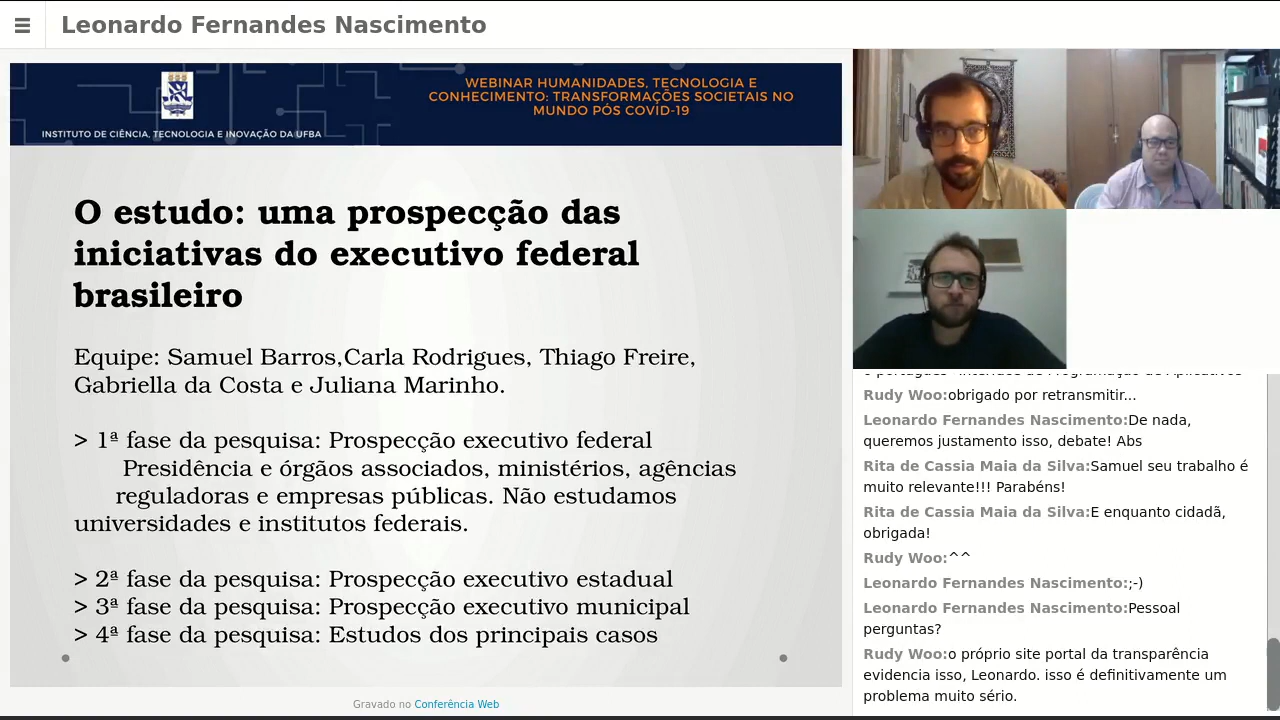 Leonardo Fernandes Nascimento
WEBINAR HUMANIDADES, TECNOLOGIA E
CONHECIMENTO: TRANSFORMAÇÕES SOCIETAIS NO
MUNDO PÓS COVID-19
INSTITUTO DE CIÊNCIA, TECNOLOGIA E INOVAÇÃO DA UFBA
O estudo: uma prospecção das
iniciativas do executivo federal
brasileiro
Equipe: Samuel Barros,Carla Rodrigues, Thiago Freire,
Gabriella da Costa e Juliana Marinho.
> 1ª fase da pesquisa: Prospecção executivo federal
Presidência e órgãos associados, ministérios, agências
reguladoras e empresas públicas. Não estudamos
universidades e institutos federais.
> 2ª fase da pesquisa: Prospecção executivo estadual
> 3ª fase da pesquisa: Prospecção executivo municipal
> 4ª fase da pesquisa: Estudos dos principais casos
Gravado no Conferência Web
Rudy Woo:obrigado por retransmitir...
Leonardo Fernandes Nascimento:De nada,
queremos justamento isso, debate! Abs
Rita de Cassia Maia da Silva:Samuel seu trabalho é
muito relevante!!! Parabéns!
Rita de Cassia Maia da Silva:E enquanto cidadã,
obrigada!
Rudy Woo:^^
Leonardo Fernandes Nascimento:;-)
Leonardo Fernandes Nascimento:Pessoal
perguntas?
Rudy Woo:o próprio site portal da transparência
evidencia isso, Leonardo. isso é definitivamente um
problema muito sério.